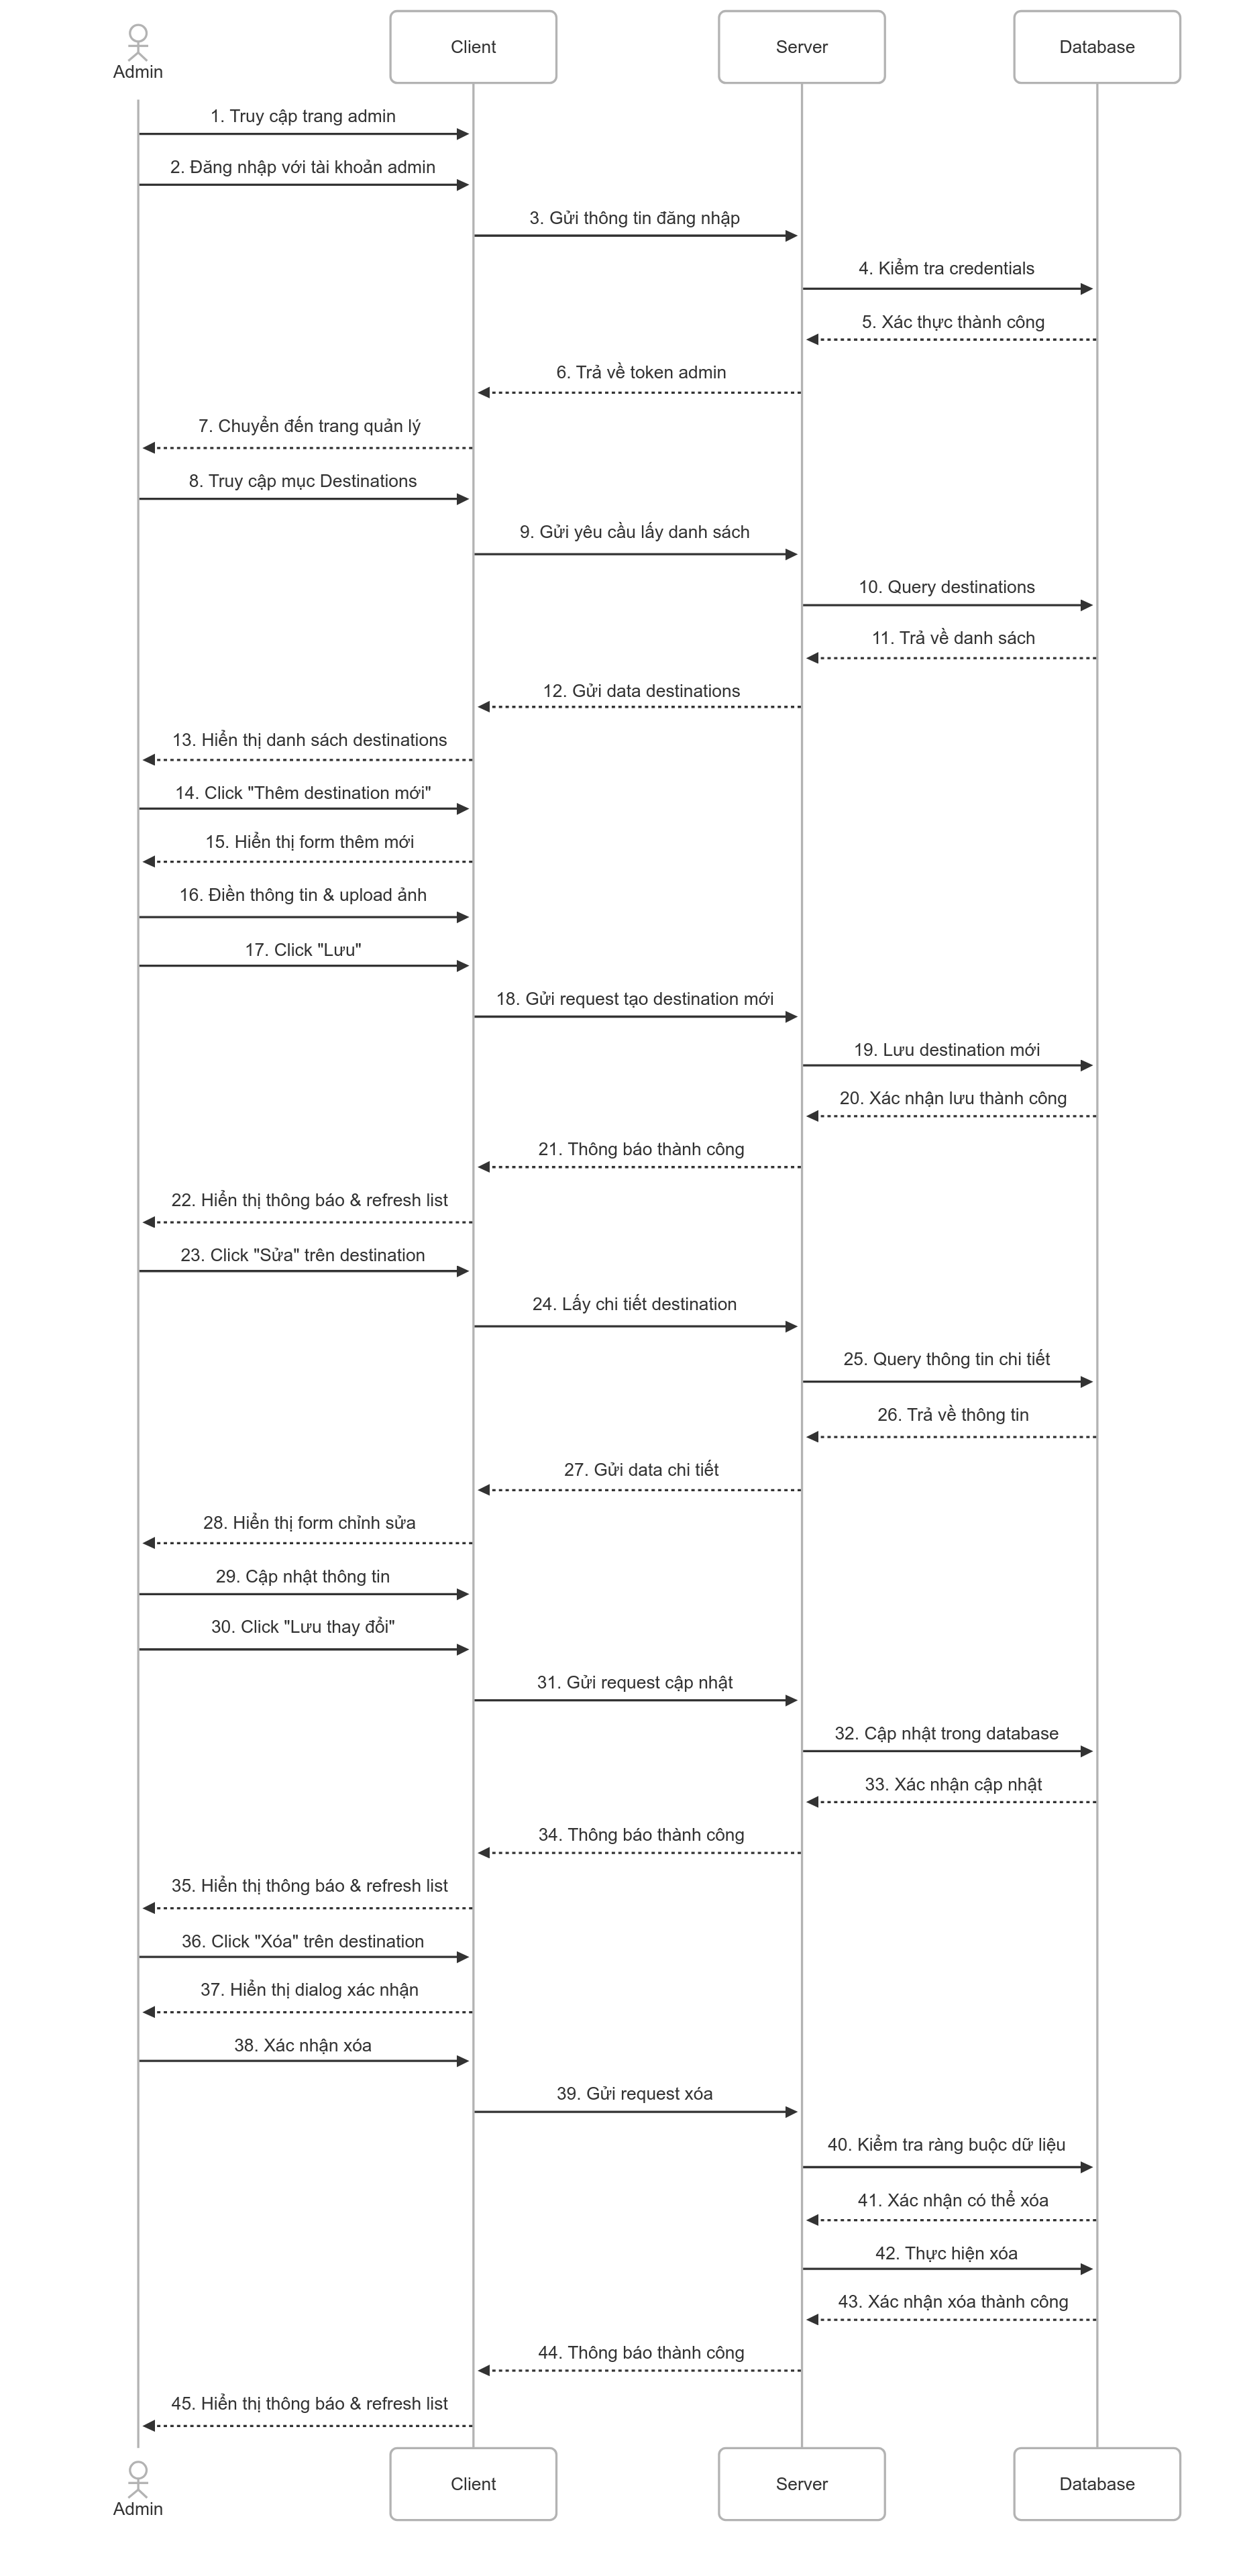 Admin
Client
Server
Database
1. Truy cập trang admin
2. Đăng nhập với tài khoản admin
3. Gửi thông tin đăng nhập
4. Kiểm tra credentials
5. Xác thực thành công
6. Trả về token admin
7. Chuyển đến trang quản lý
8. Truy cập mục Destinations
9. Gửi yêu cầu lấy danh sách
10. Query destinations
11. Trả về danh sách
12. Gửi data destinations
13. Hiển thị danh sách destinations
14. Click "Thêm destination mới"
15. Hiển thị form thêm mới
16. Điền thông tin & upload ảnh
17. Click "Lưu"
18. Gửi request tạo destination mới
19. Lưu destination mới
20. Xác nhận lưu thành công
21. Thông báo thành công
22. Hiển thị thông báo & refresh list
23. Click "Sửa" trên destination
24. Lấy chi tiết destination
25. Query thông tin chi tiết
26. Trả về thông tin
27. Gửi data chi tiết
28. Hiển thị form chỉnh sửa
29. Cập nhật thông tin
30. Click "Lưu thay đổi"
31. Gửi request cập nhật
32. Cập nhật trong database
33. Xác nhận cập nhật
34. Thông báo thành công
35. Hiển thị thông báo & refresh list
36. Click "Xóa" trên destination
37. Hiển thị dialog xác nhận
38. Xác nhận xóa
39. Gửi request xóa
40. Kiểm tra ràng buộc dữ liệu
41. Xác nhận có thể xóa
42. Thực hiện xóa
43. Xác nhận xóa thành công
44. Thông báo thành công
45. Hiển thị thông báo & refresh list
Admin
Client
Server
Database